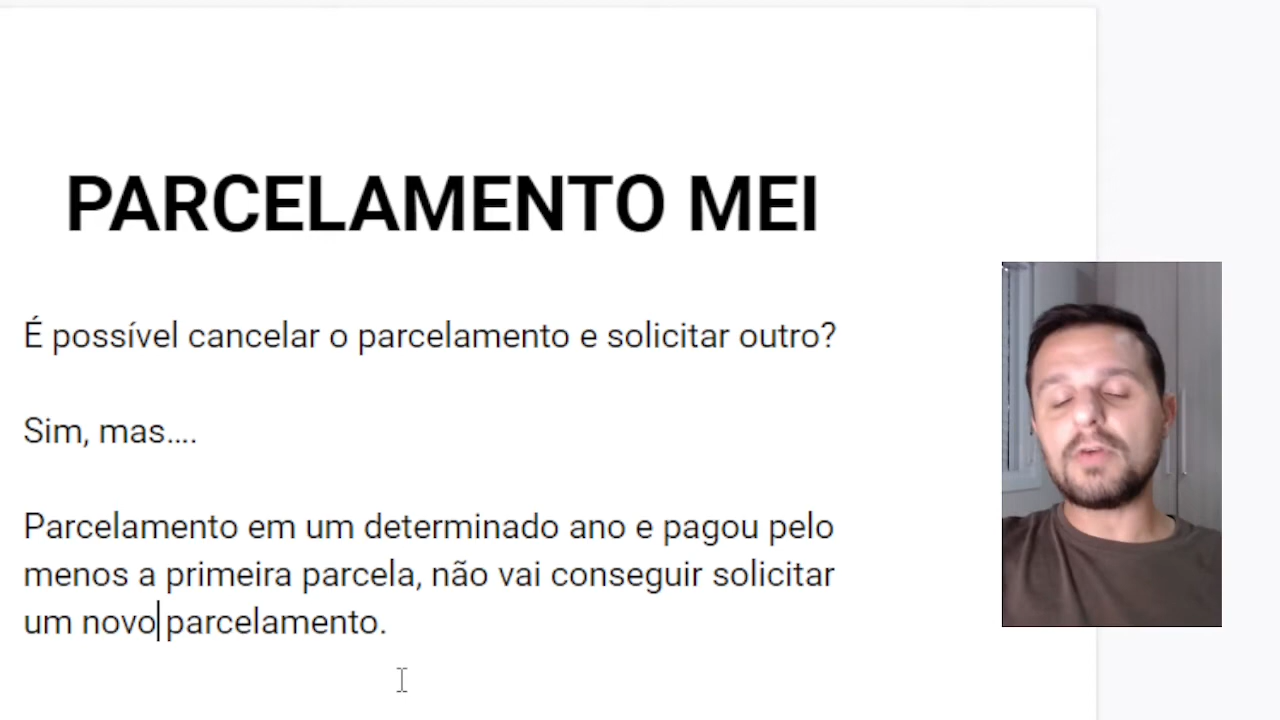 PARCELAMENTO MEI
É possível cancelar o parcelamento e solicitar outro?
Sim, mas....
Parcelamento em um determinado ano e pagou pelo
menos a primeira parcela, não vai conseguir solicitar
um novo parcelamento.